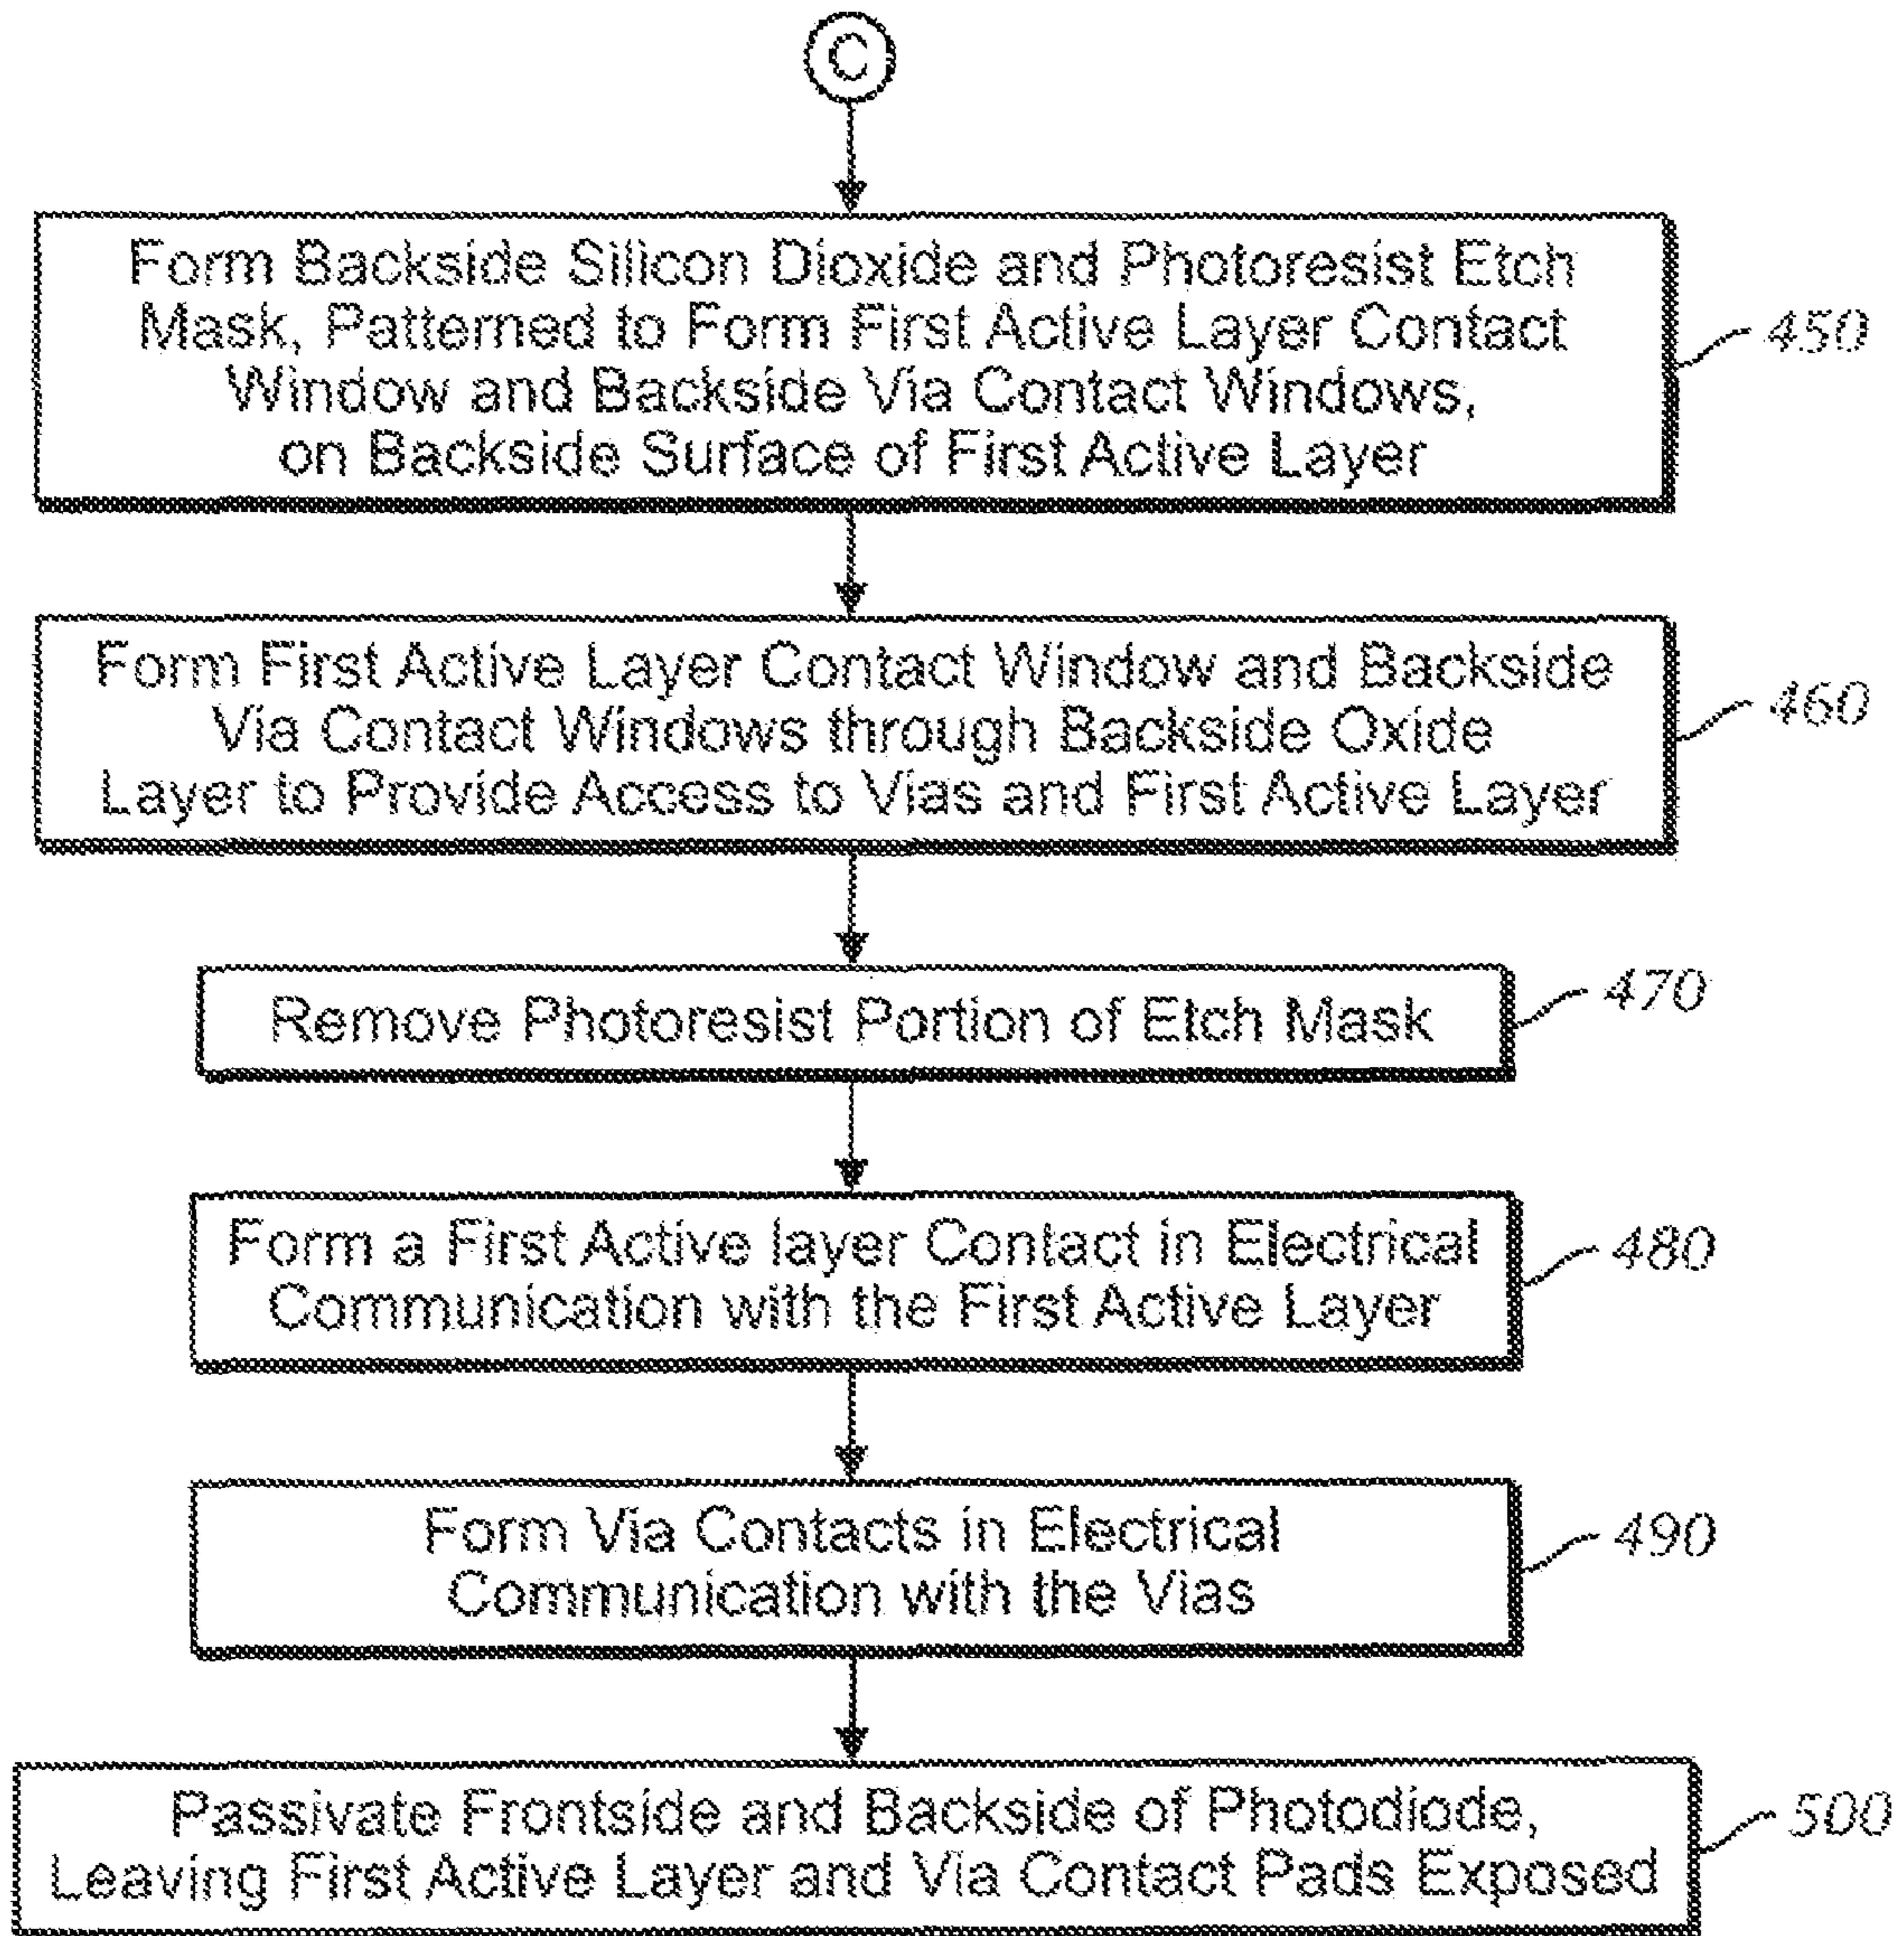 C
Form Backside Silicon Dioxide and Photoresist Etch
Mask, Patterned to Form First Active Layer Contact
Window and Backside Via Contact Windows,
on Backside Surface of First Active Layer
450
Form First Active Layer Contact Window and Backside
Via Contact Windows through Backside Oxide
Layer to Provide Access to Vias and First Active Layer
460
Remove Photoresist Portion of Etch Mask
470
Form a First Active layer Contact in Electrical
Communication with the First Active Layer
480
Form Via Contacts in Electrical
Communication with the Vias
490
Passivate Frontside and Backside of Photodiode,
Leaving First Active Layer and Via Contact Pads Exposed
500